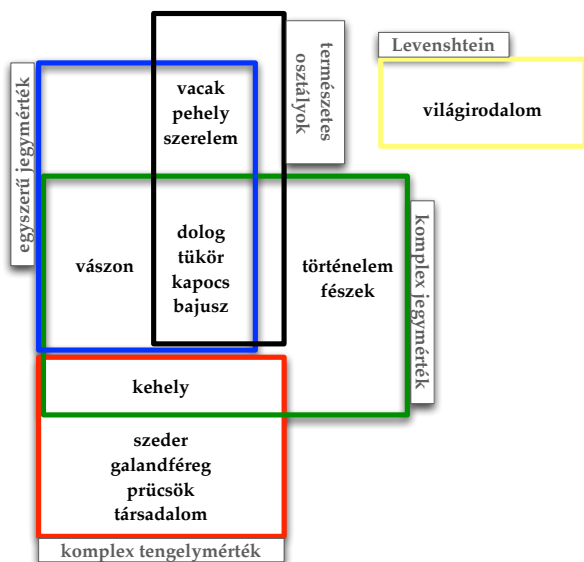 Levenshtein
természetes
osztályok
egyszerű jegymérték
vacak
pehely
szerelem
világirodalom
vászon
dolog
tükör
kapocs
bajusz
történelem
fészek
komplex jegymérték
kehely
szeder
galandféreg
prücsök
társadalom
komplex tengelymérték